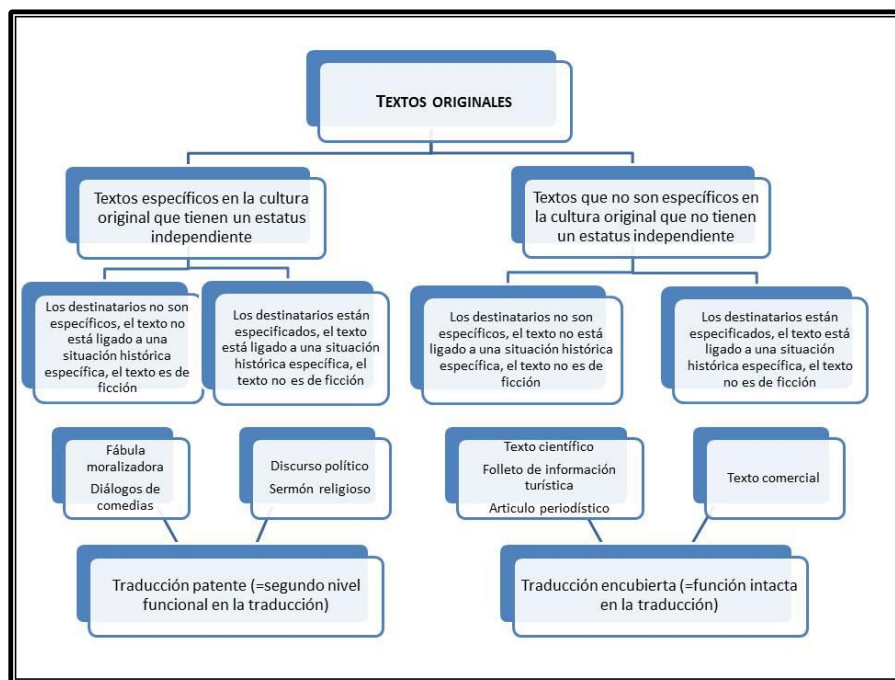 TEXTOS ORIGINALES
Textos específicos en la cultura
original que tienen un estatus
independiente
Textos que no son específicos en
la cultura original que no tienen
un estatus independiente
Los destinatarios no son
específicos, el texto no
está ligado a una
situación histórica
específica, el texto es de
ficción
Los destinatarios están
especificados, el texto
está ligado a una situación
histórica específica, el
texto no es de ficción
Los destinatarios no son
específicos, el texto no está
ligado a una situación histórica
específica, el texto no es de
ficción
Los destinatarios están
especificados, el texto está
ligado a una situación
histórica específica, el texto
no es de ficción
Fábula
moralizadora
Diálogos de
comedias
Discurso político
Sermón religioso
Texto científico
Folleto de información
turística
Articulo periodístico
Texto comercial
Traducción patente (=segundo nivel
funcional en la traducción)
Traducción encubierta (=función intacta
en la traducción)